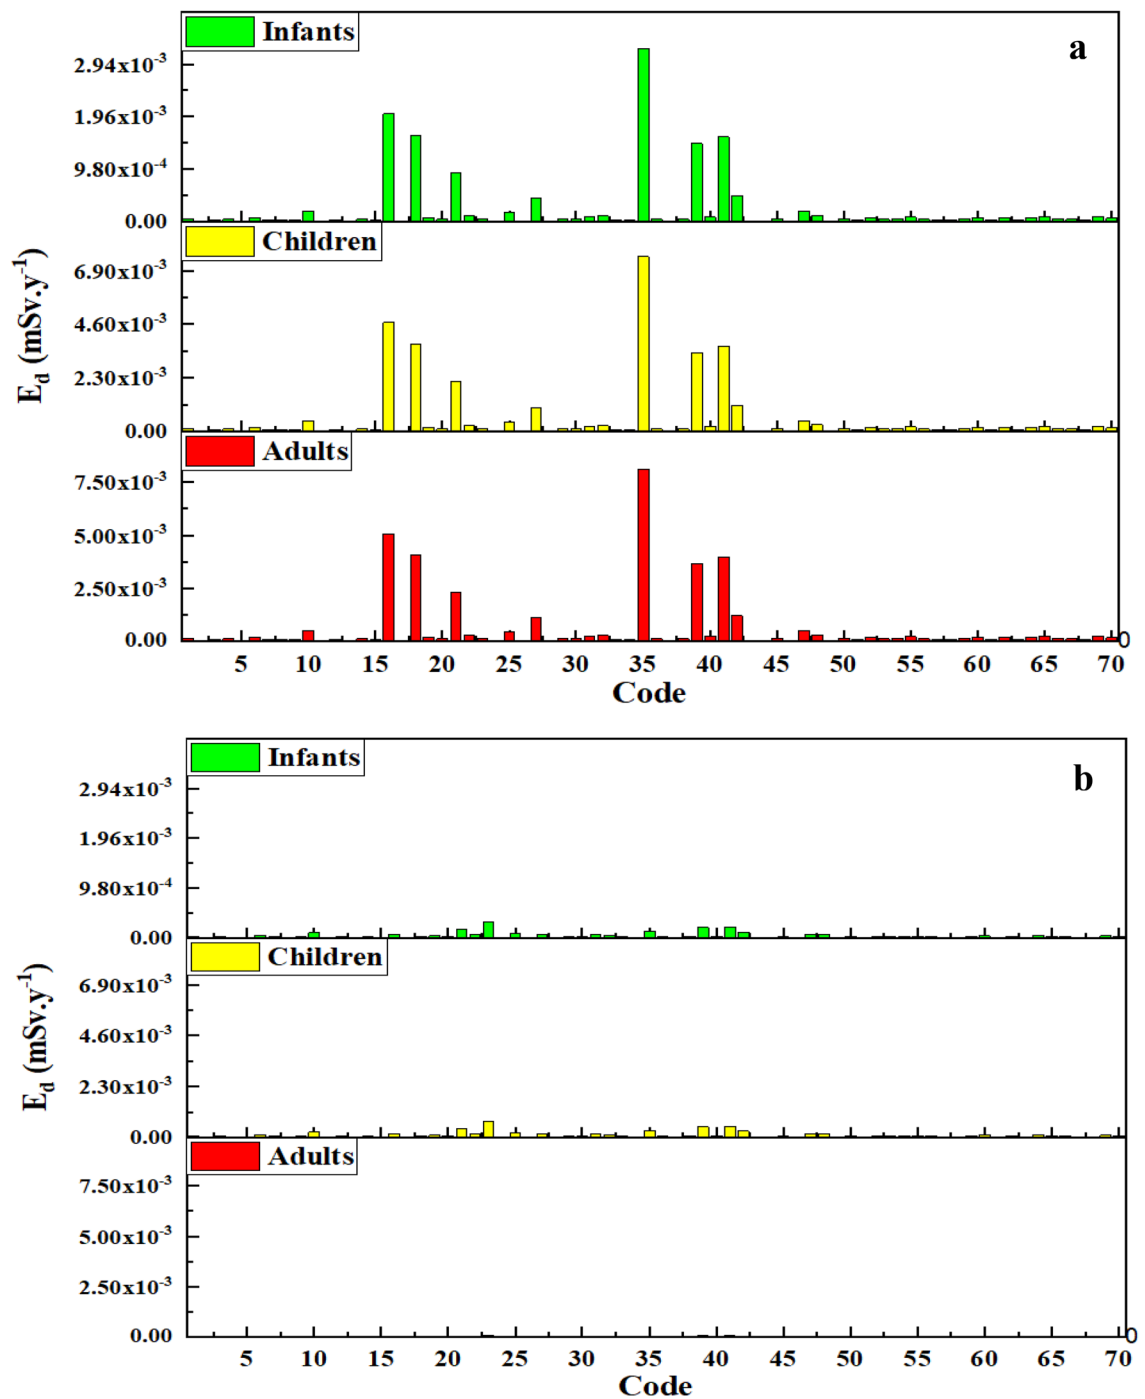 Infants
a
2.94x10⁻³
1.96x10⁻³
9.80x10⁻⁴
0.00
Children
6.90x10⁻³
4.60x10⁻³
2.30x10⁻³
0.00
Adults
7.50x10⁻³
5.00x10⁻³
2.50x10⁻³
0.00
0
E_d (mSv.y⁻¹)
5 10 15 20 25 30 35 40 45 50 55 60 65 70
Code
Infants
b
2.94x10⁻³
1.96x10⁻³
9.80x10⁻⁴
0.00
Children
6.90x10⁻³
4.60x10⁻³
2.30x10⁻³
0.00
Adults
7.50x10⁻³
5.00x10⁻³
2.50x10⁻³
0.00
0
E_d (mSv.y⁻¹)
5 10 15 20 25 30 35 40 45 50 55 60 65 70
Code